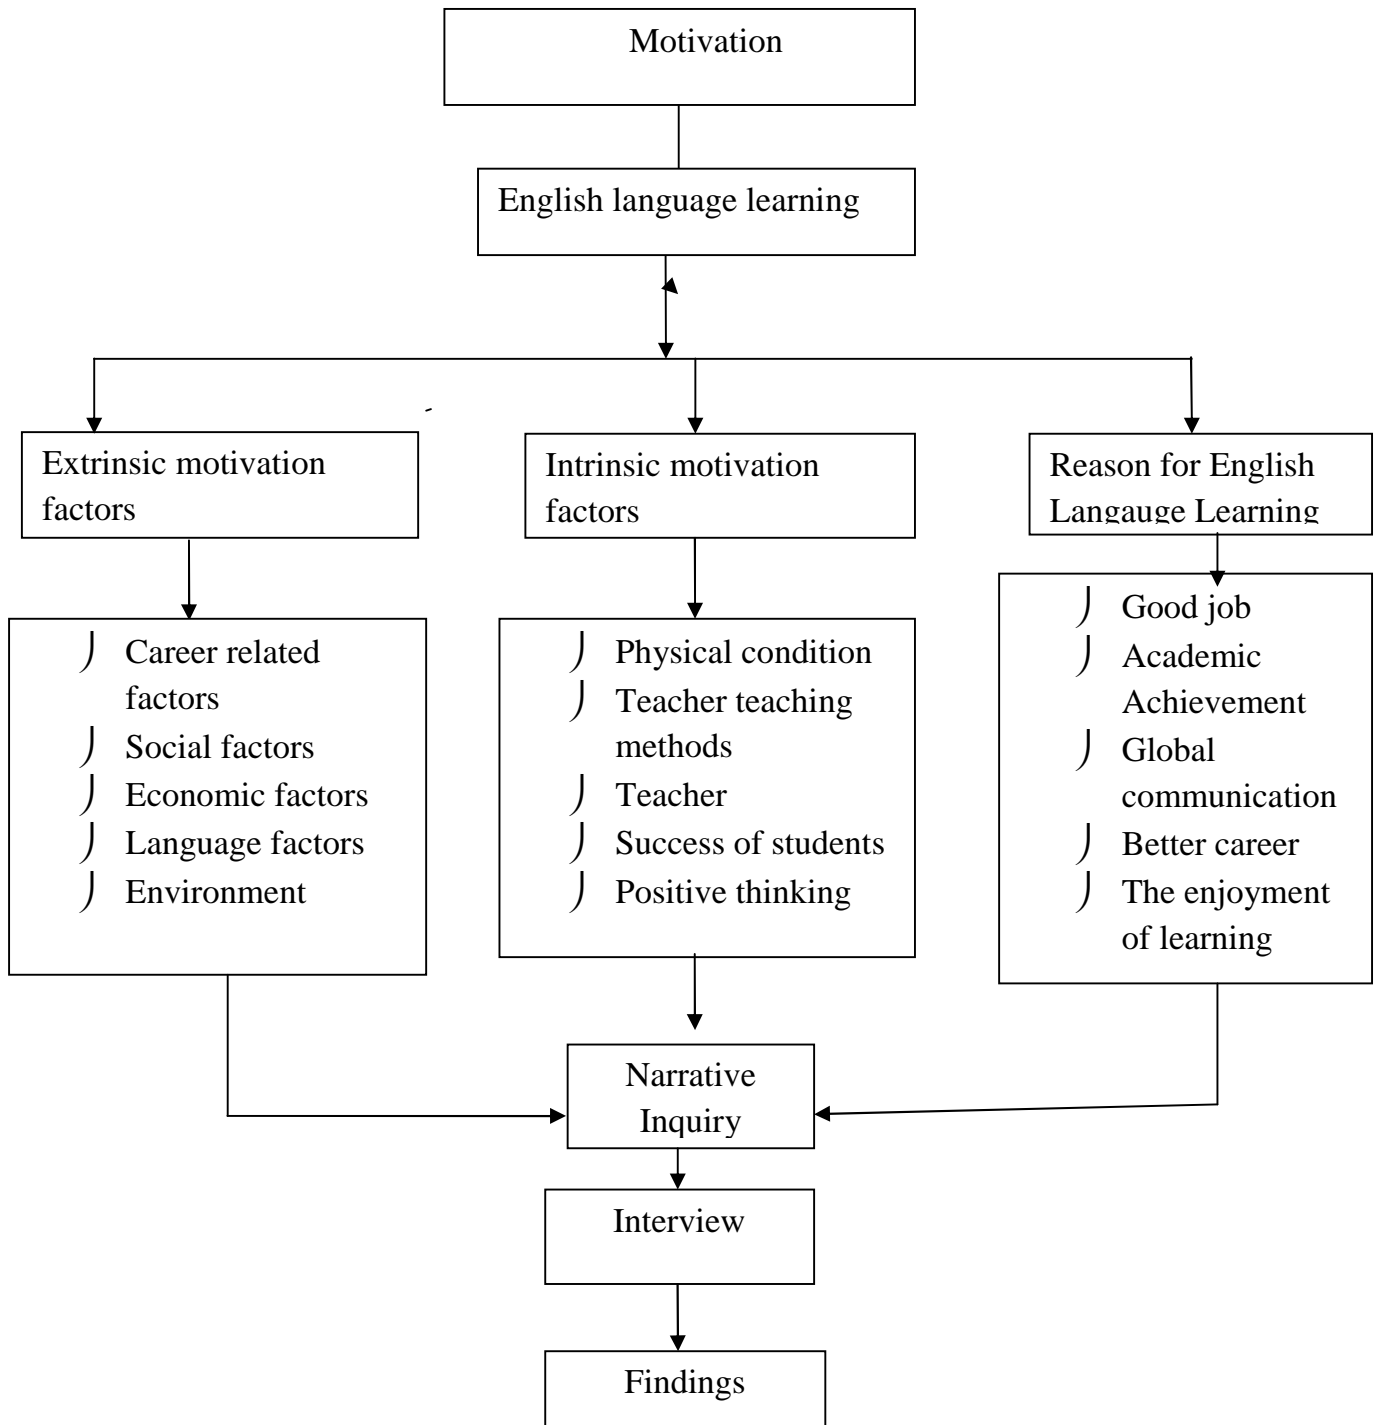 Motivation
English language learning
Extrinsic motivation
factors
Intrinsic motivation
factors
Reason for English
Langauge Learning
Career related
factors
Social factors
Economic factors
Language factors
Environment
Physical condition
Teacher teaching
methods
Teacher
Success of students
Positive thinking
Good job
Academic
Achievement
Global
communication
Better career
The enjoyment
of learning
Narrative
Inquiry
Interview
Findings